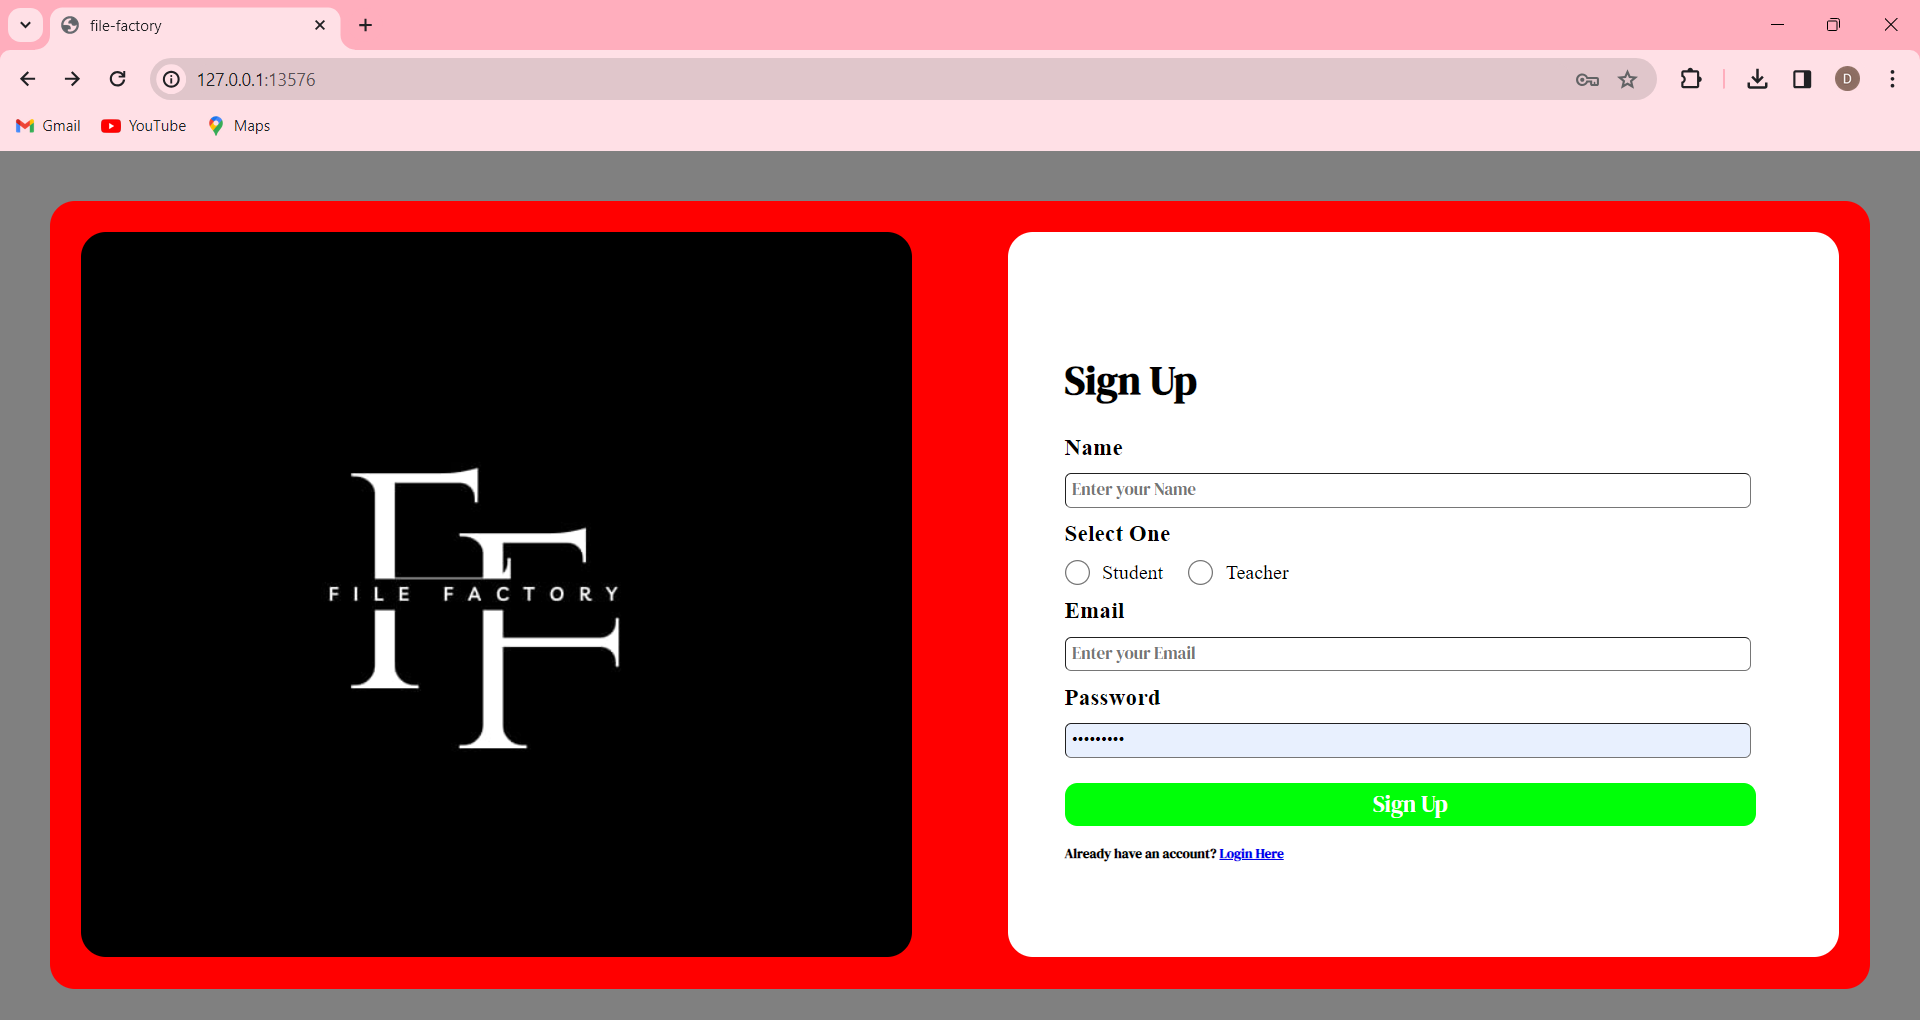 file-factory
127.0.0.1:13576
D
Gmail YouTube Maps
FILE FACTORY
Sign Up
Name
Enter your Name
Select One
Student Teacher
Email
Enter your Email
Password
•••••••••
Sign Up
Already have an account? Login Here